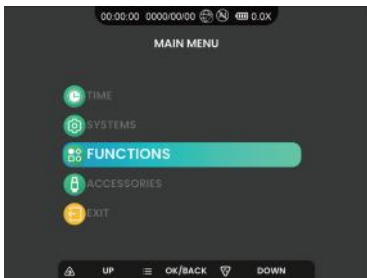 00:00:00 0000/00/00 0.0X
MAIN MENU
TIME
SYSTEMS
FUNCTIONS
ACCESSORIES
EXIT
UP OK/BACK DOWN